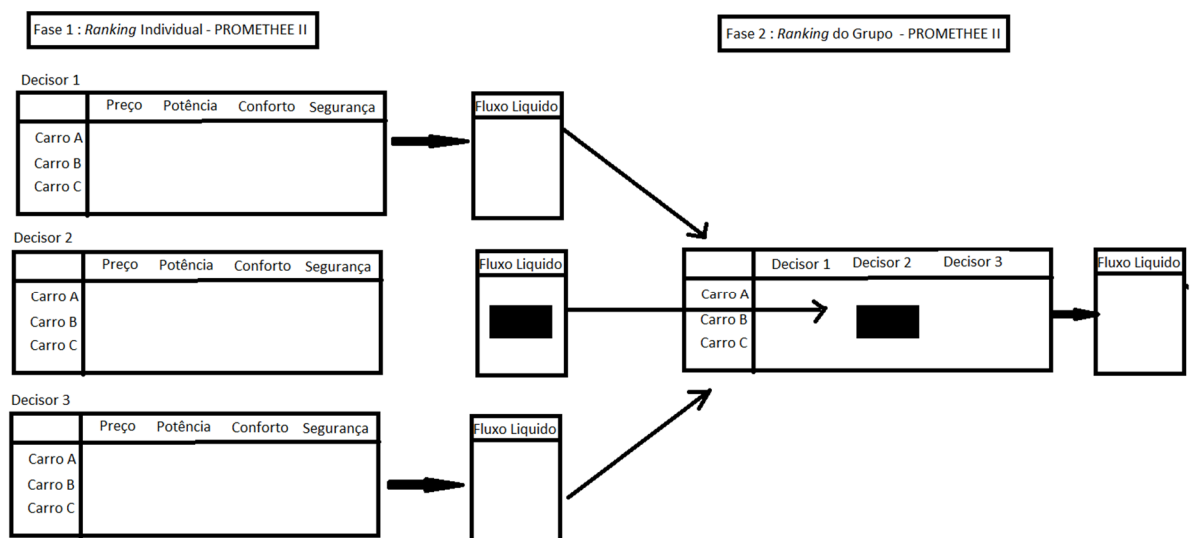 Fase 1 : Ranking Individual - PROMETHEE II
Fase 2 : Ranking do Grupo - PROMETHEE II
Decisor 1
Preço Potência Conforto Segurança
Carro A
Carro B
Carro C
Fluxo Liquido
Decisor 2
Preço Potência Conforto Segurança
Carro A
Carro B
Carro C
Fluxo Liquido
Decisor 1 Decisor 2 Decisor 3
Carro A
Carro B
Carro C
Fluxo Liquido
Decisor 3
Preço Potência Conforto Segurança
Carro A
Carro B
Carro C
Fluxo Liquido